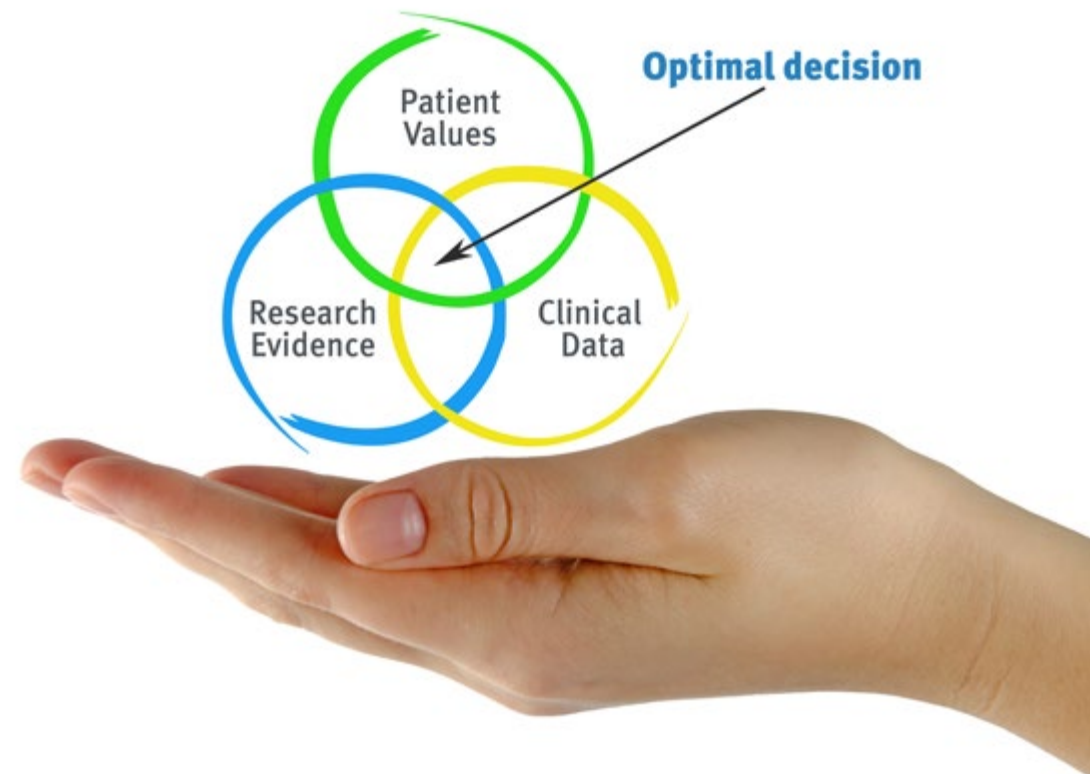 Optimal decision
Patient
Values
Research
Evidence
Clinical
Data